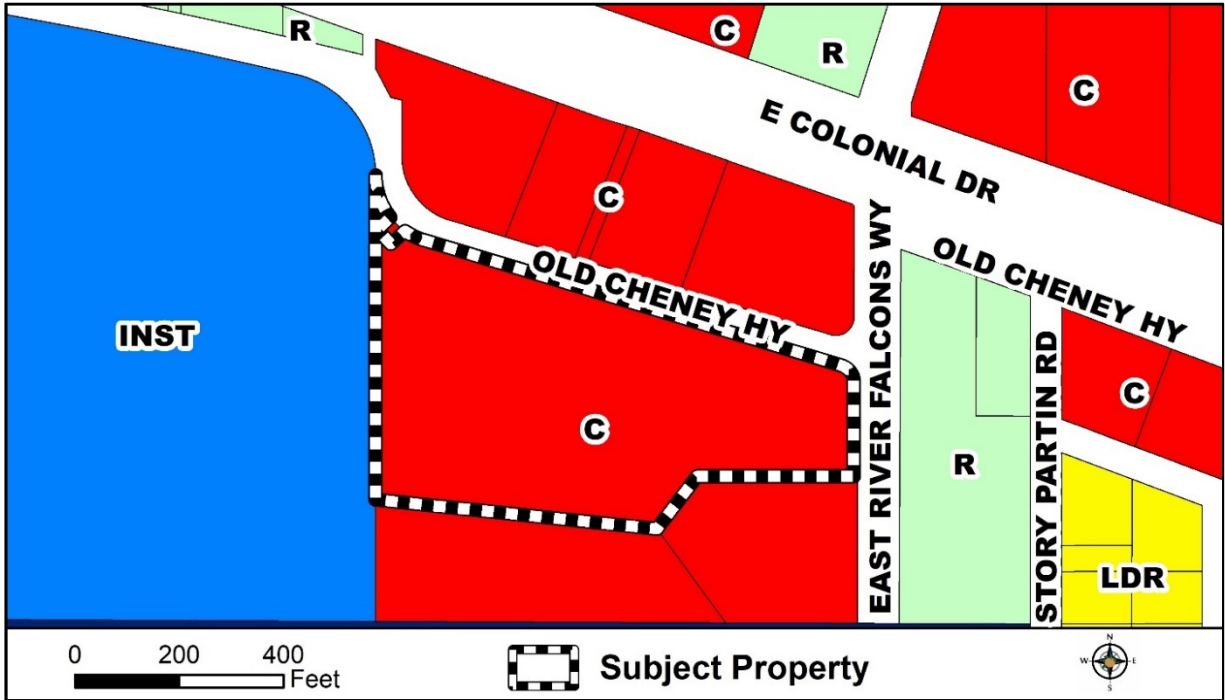 R
C
R
C
E COLONIAL DR
C
OLD CHENEY HY
OLD CHENEY HY
EAST RIVER FALCONS WY
STORY PARTIN RD
INST
C
C
R
LDR
0 200 400
Feet
Subject Property
N
W E
S